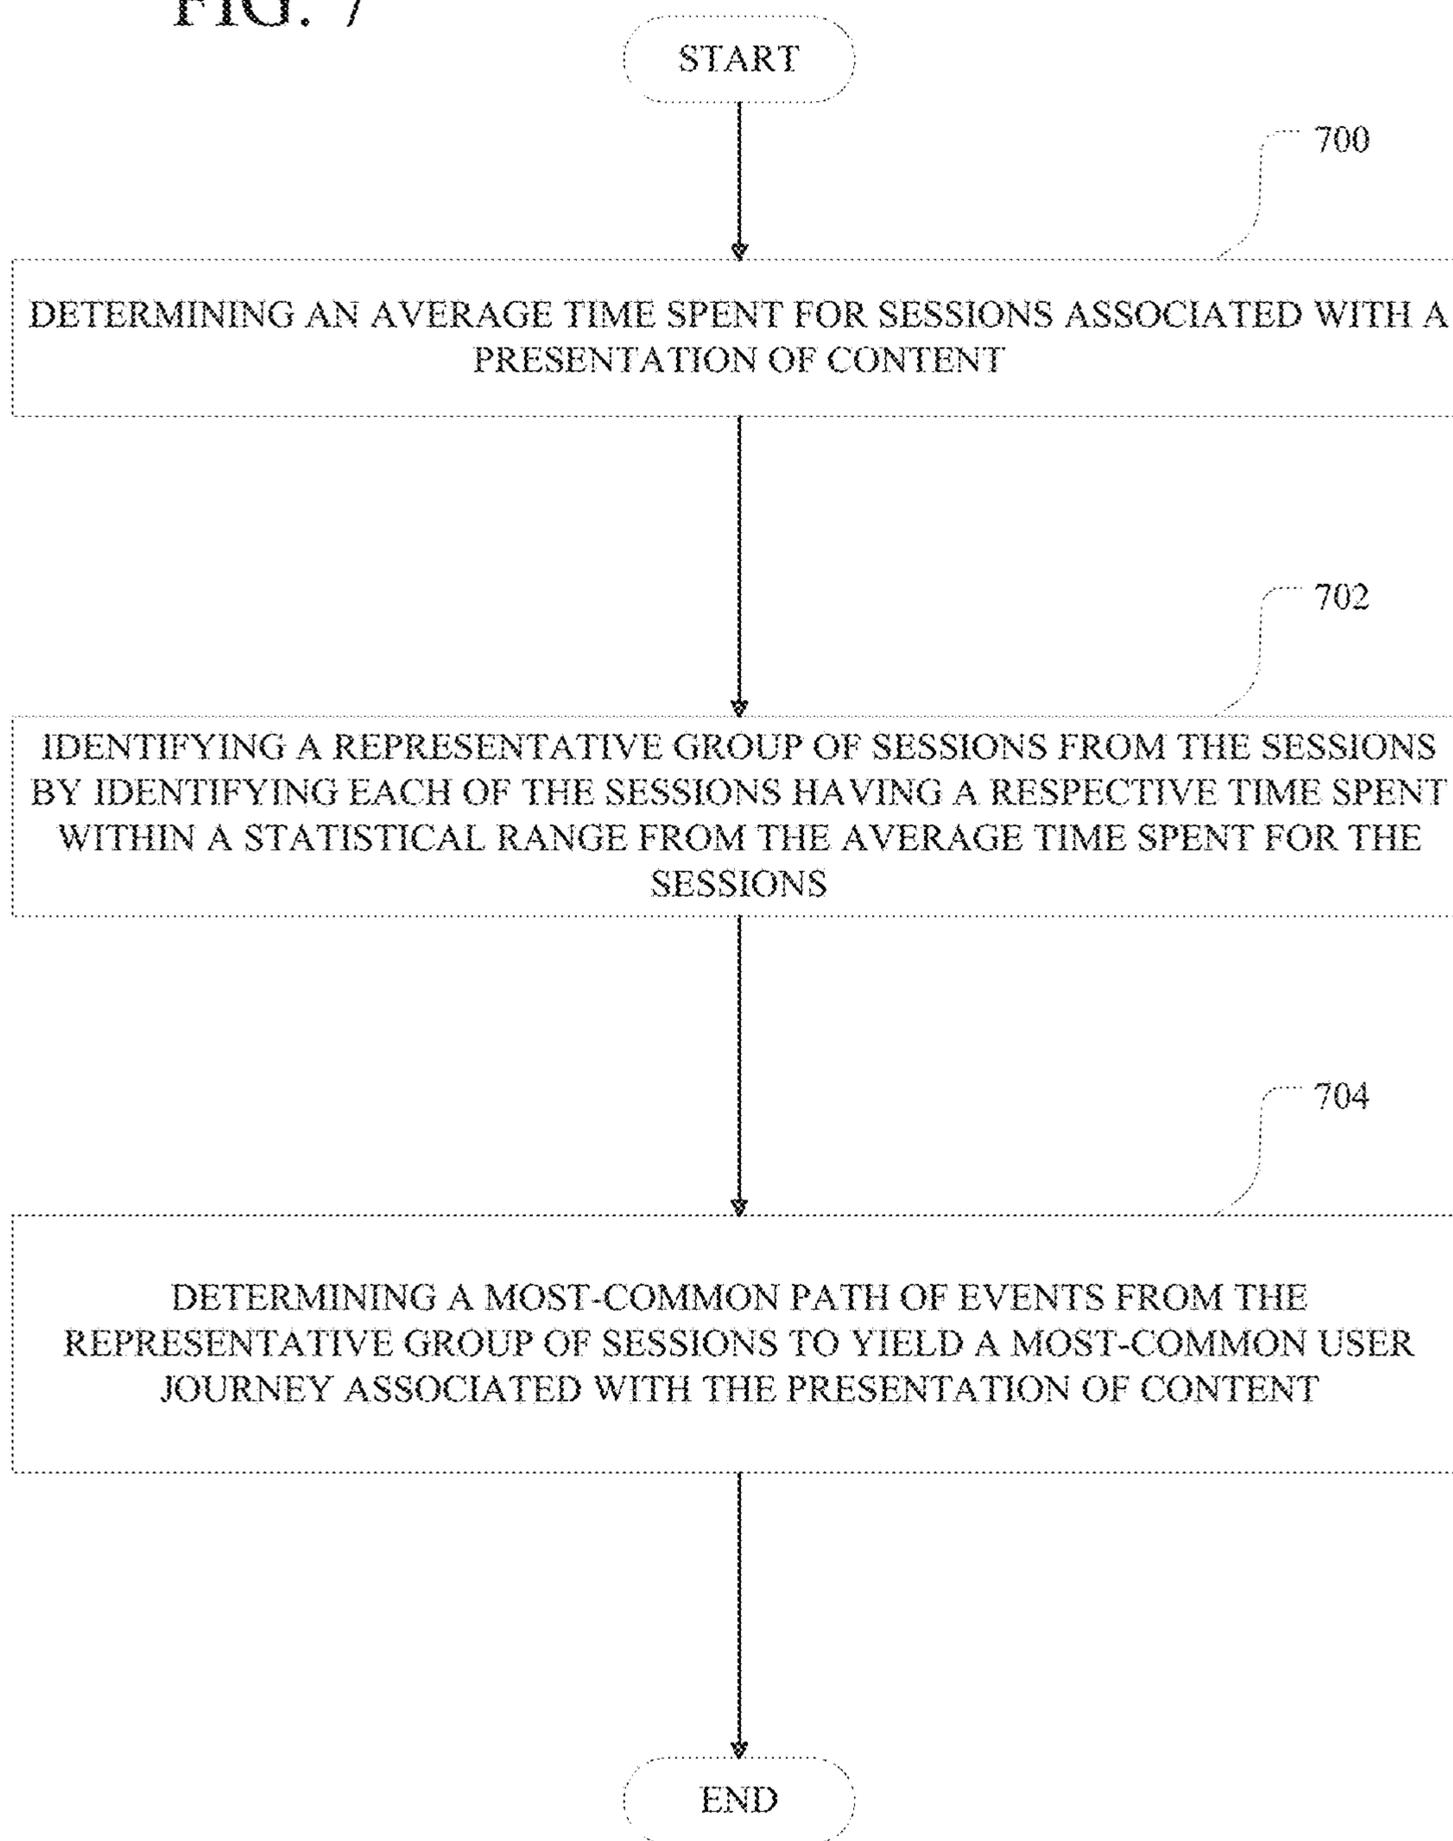 FIG. 7
START
700
DETERMINING AN AVERAGE TIME SPENT FOR SESSIONS ASSOCIATED WITH A
PRESENTATION OF CONTENT
702
IDENTIFYING A REPRESENTATIVE GROUP OF SESSIONS FROM THE SESSIONS
BY IDENTIFYING EACH OF THE SESSIONS HAVING A RESPECTIVE TIME SPENT
WITHIN A STATISTICAL RANGE FROM THE AVERAGE TIME SPENT FOR THE
SESSIONS
704
DETERMINING A MOST-COMMON PATH OF EVENTS FROM THE
REPRESENTATIVE GROUP OF SESSIONS TO YIELD A MOST-COMMON USER
JOURNEY ASSOCIATED WITH THE PRESENTATION OF CONTENT
END